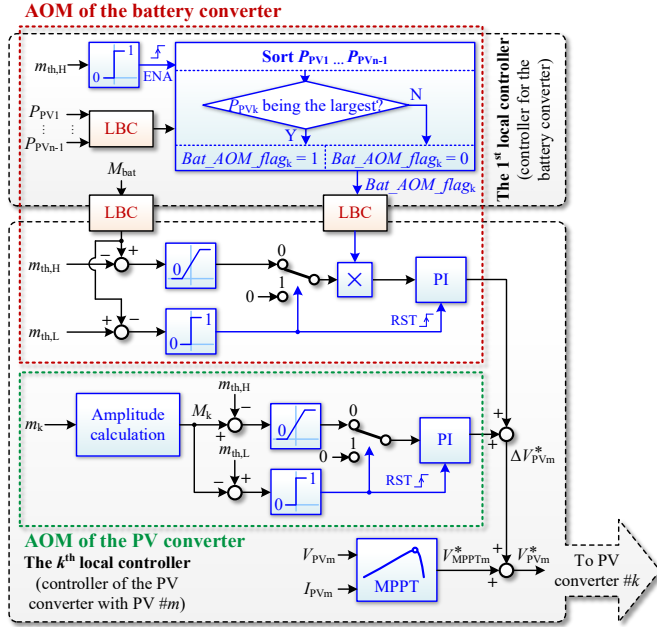 AOM of the battery converter
m_th,H
0
1
ENA
Sort P_PV1 ... P_PVn-1
P_PVk being the largest?
N
Y
Bat_AOM_flag_k = 1
Bat_AOM_flag_k = 0
P_PV1
⋮ ⋮
P_PVn-1
LBC
M_bat
Bat_AOM_flag_k
The 1st local controller
(controller for the
battery converter)
LBC
LBC
m_th,H
− +
0
0
1
0
×
PI
m_th,L
+ −
0
1
RST
m_k
Amplitude
calculation
M_k
m_th,H
−
+
0
0
1
0
PI
m_th,L
− +
0
1
RST
+
+
ΔV*_PVm
AOM of the PV converter
The kth local controller
(controller of the PV
converter with PV #m)
V_PVm
I_PVm
MPPT
V*_MPPTm
+
+
V*_PVm
To PV
converter #k